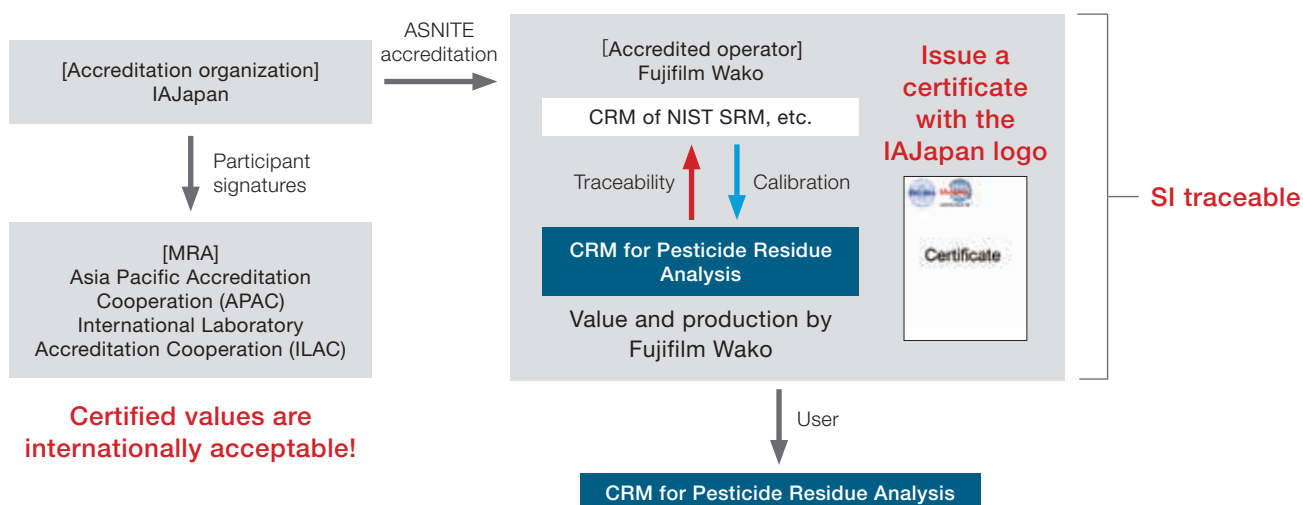 [Accreditation organization]
IAJapan
ASNITE
accreditation
Participant
signatures
[MRA]
Asia Pacific Accreditation
Cooperation (APAC)
International Laboratory
Accreditation Cooperation (ILAC)
Certified values are
internationally acceptable!
[Accredited operator]
Fujifilm Wako
CRM of NIST SRM, etc.
Traceability
Calibration
CRM for Pesticide Residue
Analysis
Value and production by
Fujifilm Wako
Issue a
certificate
with the
IAJapan logo
Certificate
SI traceable
User
CRM for Pesticide Residue Analysis